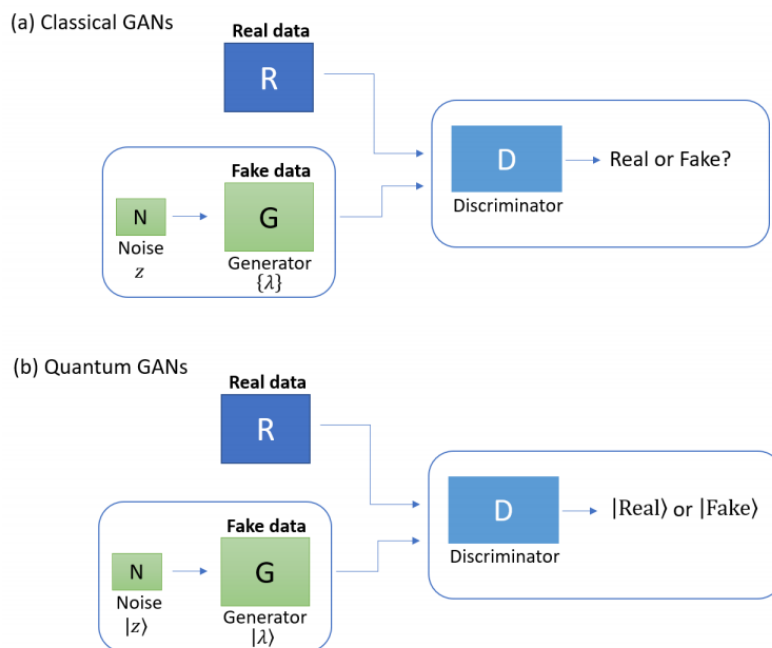 (a) Classical GANs
Real data
R
Fake data
N
G
D
Real or Fake?
Discriminator
Noise
z
Generator
{λ}
(b) Quantum GANs
Real data
R
Fake data
N
G
D
|Real⟩ or |Fake⟩
Discriminator
Noise
|z⟩
Generator
|λ⟩